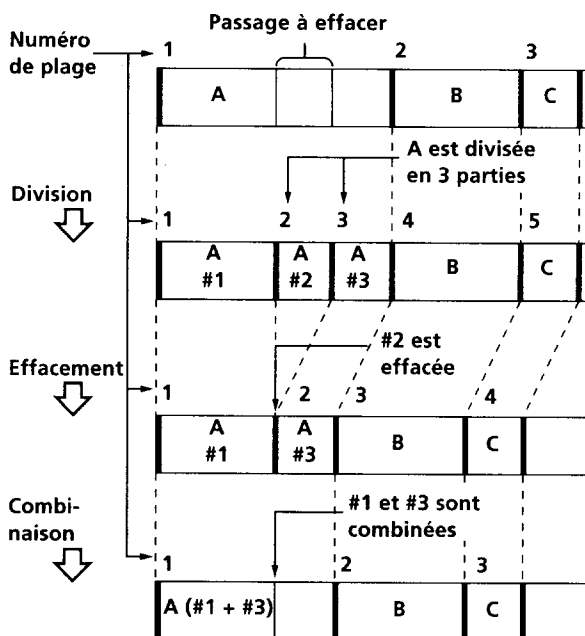 Passage à effacer
Numéro
de plage
1 2 3
A B C
A est divisée
en 3 parties
Division
1 2 3 4 5
A
#1
A
#2
A
#3
B C
#2 est
effacée
Effacement
1 2 3 4
A
#1
A
#3
B C
#1 et #3 sont
combinées
Combi-
naison
1 2 3
A (#1 + #3) B C